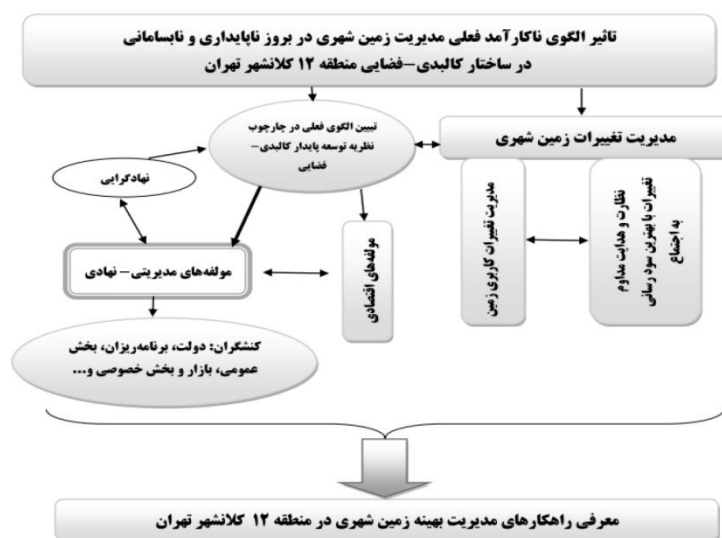 تاثیر الگوی ناکارآمد فعلی مدیریت زمین شهری در بروز ناپایداری و نابسامانی
در ساختار کالبدی–فضایی منطقه ۱۲ کلانشهر تهران
تبیین الگوی فعلی در چارچوب
نظریه توسعه پایدار کالبدی–
فضایی
مدیریت تغییرات زمین شهری
نهادگرایی
مدیریت تغییرات کاربری زمین
نظارت و هدایت مداوم
تغییرات با بهترین سود رسانی
به اجتماع
مولفه‌های مدیریتی– نهادی
مولفه‌های اقتصادی
کنشگران: دولت، برنامه‌ریزان، بخش
عمومی، بازار و بخش خصوصی و...
معرفی راهکارهای مدیریت بهینه زمین شهری در منطقه ۱۲ کلانشهر تهران